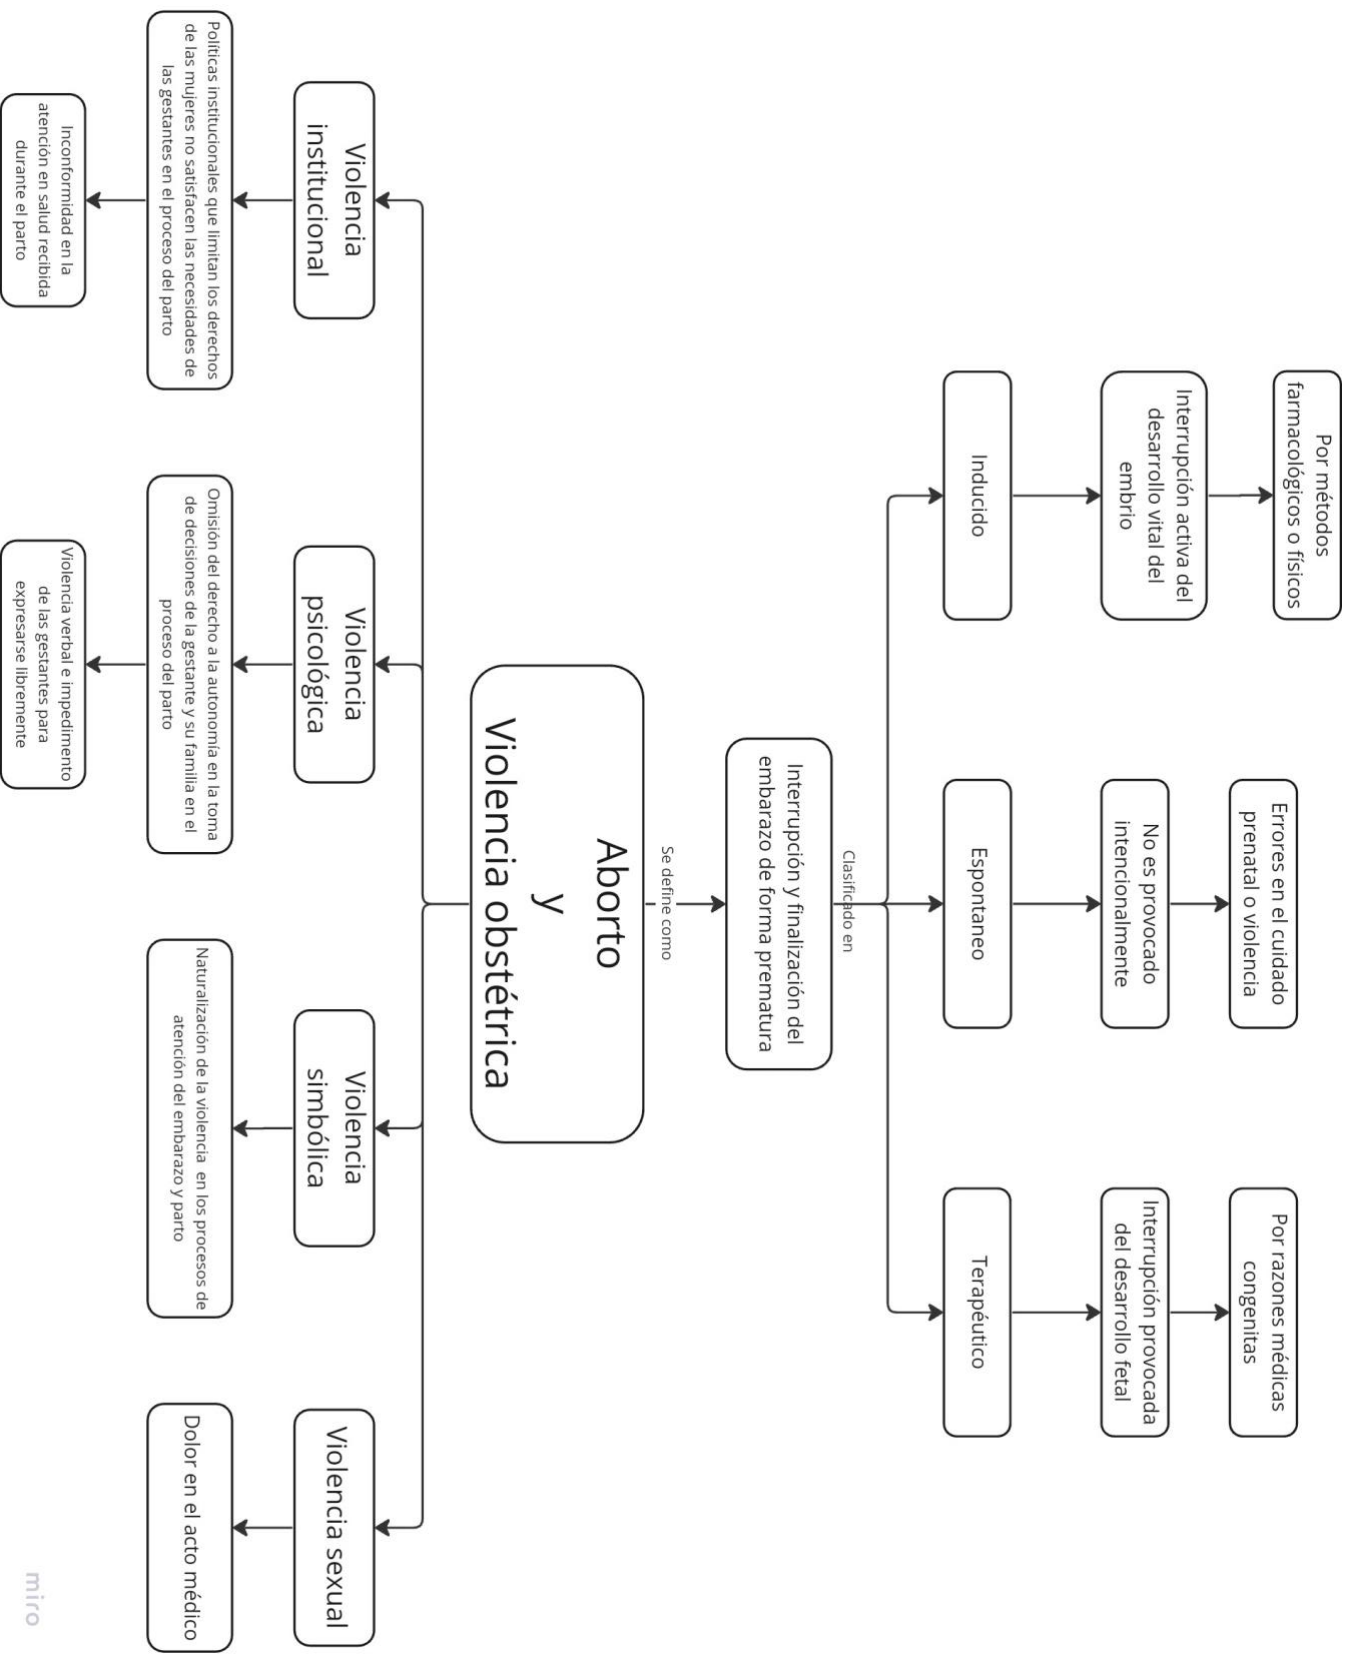 Por métodos
farmacológicos o físicos
Errores en el cuidado
prenatal o violencia
Por razones médicas
congenitas
Interrupción activa del
desarrollo vital del
embrio
No es provocado
intencionalmente
Interrupción provocada
del desarrollo fetal
Inducido
Espontaneo
Terapéutico
Clasificado en
Interrupción y finalización del
embarazo de forma prematura
Se define como
Aborto
y
Violencia obstétrica
Violencia
institucional
Violencia
psicológica
Violencia
simbólica
Violencia sexual
Políticas institucionales que limitan los derechos
de las mujeres no satisfacen las necesidades de
las gestantes en el proceso del parto
Omisión del derecho a la autonomía en la toma
de decisiones de la gestante y su familia en el
proceso del parto
Naturalización de la violencia en los procesos de
atención del embarazo y parto
Dolor en el acto médico
Inconformidad en la
atención en salud recibida
durante el parto
Violencia verbal e impedimento
de las gestantes para
expresarse libremente
miro